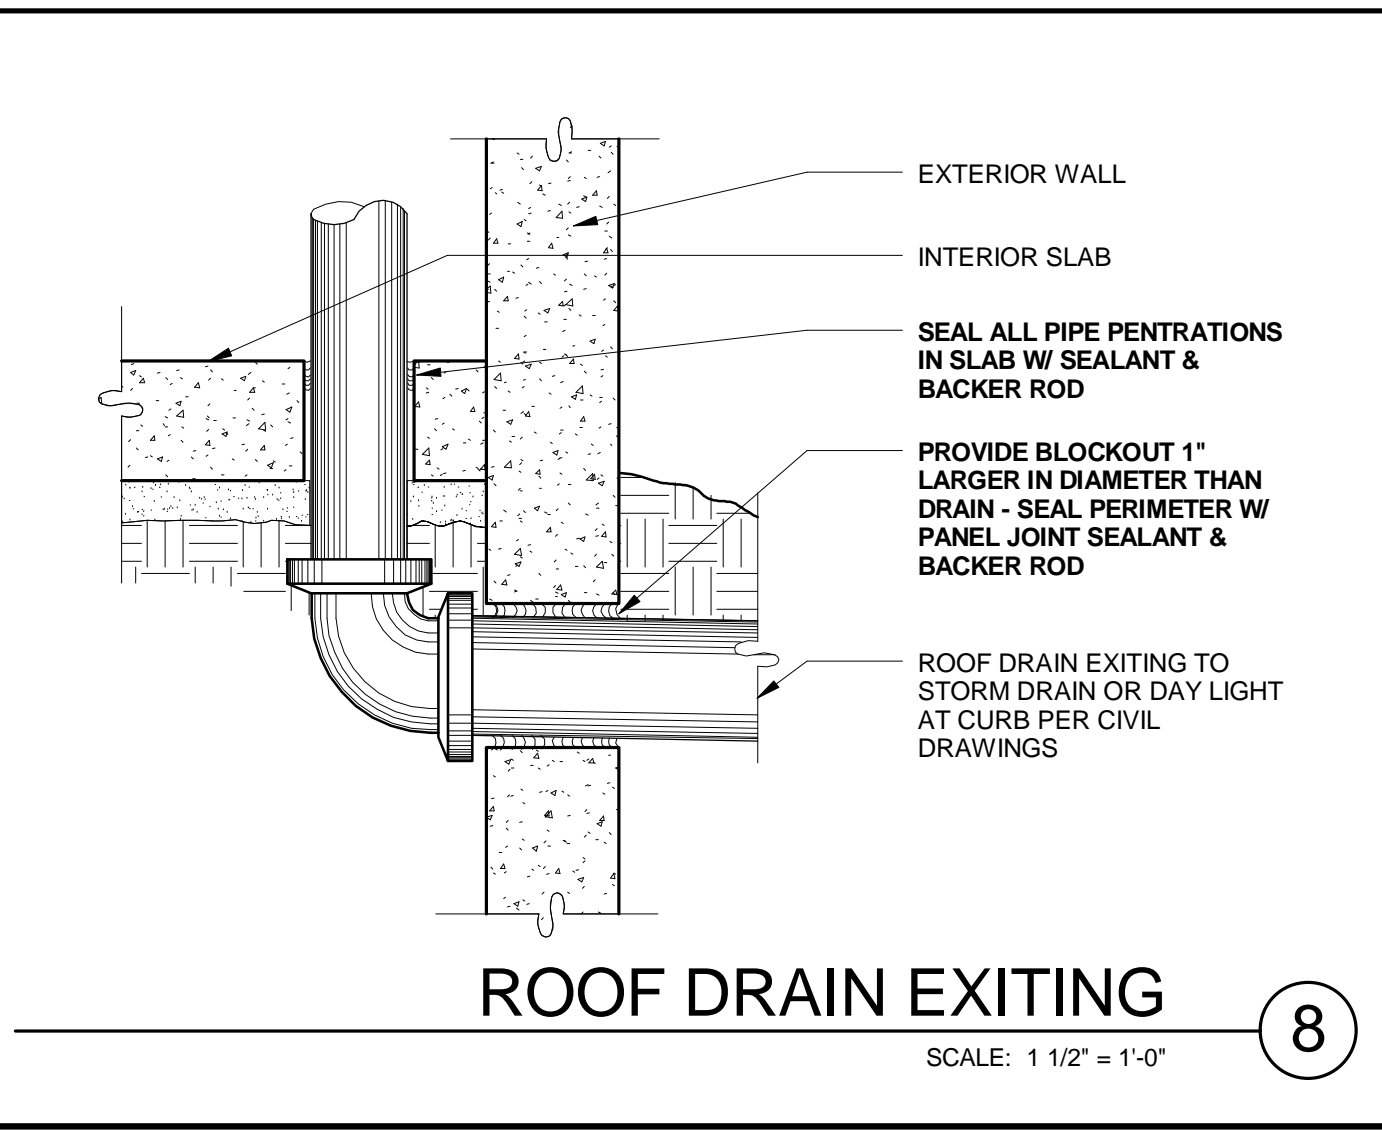 EXTERIOR WALL
INTERIOR SLAB
SEAL ALL PIPE PENTRATIONS
IN SLAB W/ SEALANT &
BACKER ROD
PROVIDE BLOCKOUT 1"
LARGER IN DIAMETER THAN
DRAIN - SEAL PERIMETER W/
PANEL JOINT SEALANT &
BACKER ROD
ROOF DRAIN EXITING TO
STORM DRAIN OR DAY LIGHT
AT CURB PER CIVIL
DRAWINGS
ROOF DRAIN EXITING
8
SCALE: 1 1/2" = 1'-0"